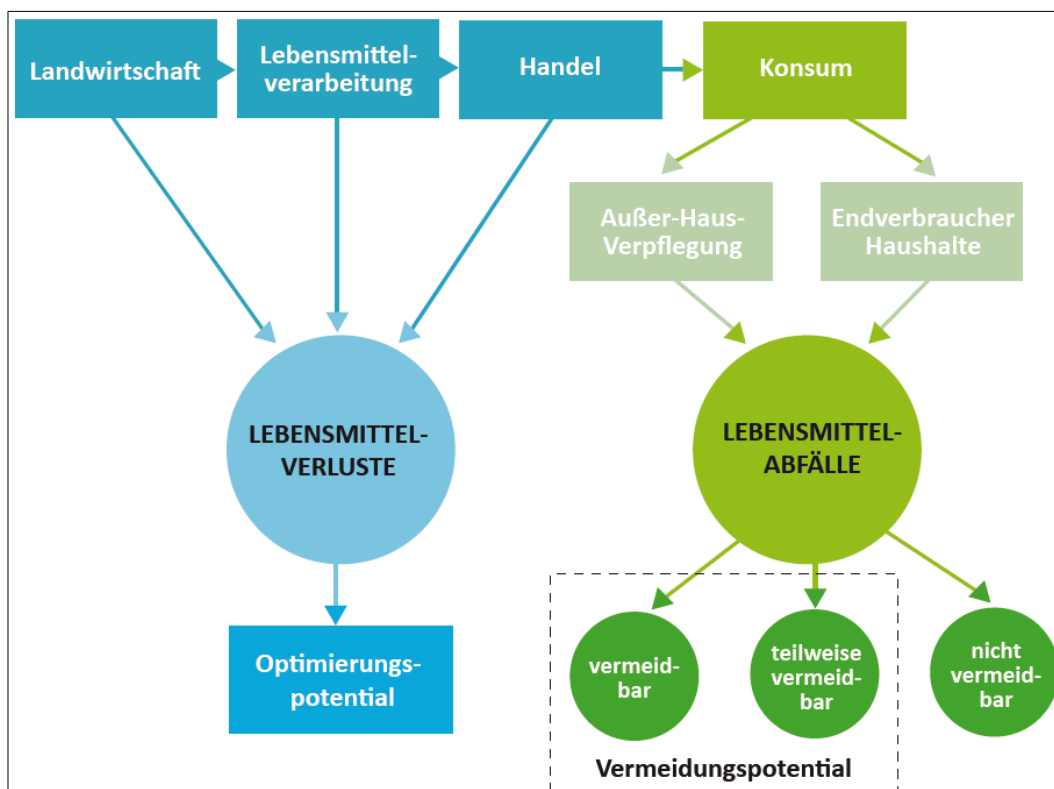 Landwirtschaft
Lebensmittel-
verarbeitung
Handel
Konsum
Außer-Haus-
Verpflegung
Endverbraucher
Haushalte
LEBENSMITTEL-
VERLUSTE
LEBENSMITTEL-
ABFÄLLE
Optimierungs-
potential
vermeid-
bar
teilweise
vermeid-
bar
nicht
vermeid-
bar
Vermeidungspotential